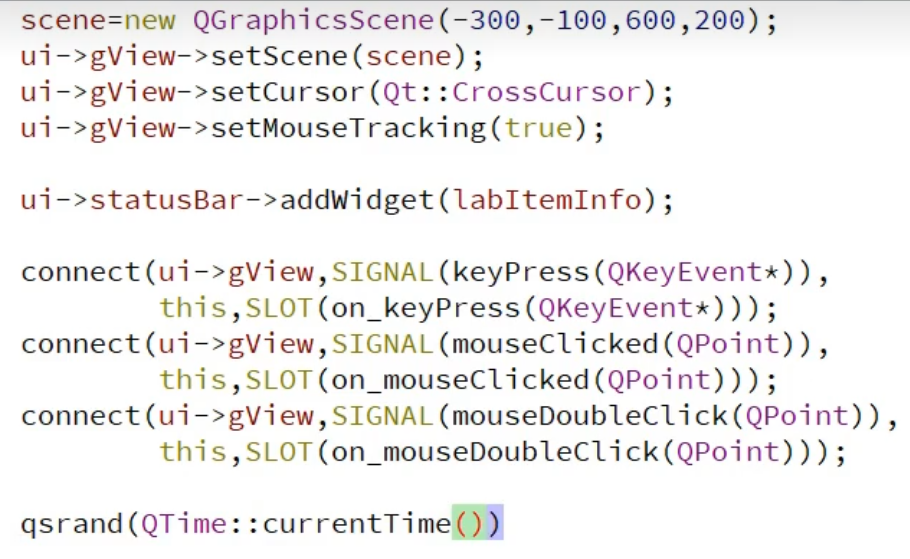 scene=new QGraphicsScene(-300,-100,600,200);
ui->gView->setScene(scene);
ui->gView->setCursor(Qt::CrossCursor);
ui->gView->setMouseTracking(true);
ui->statusBar->addWidget(labItemInfo);
connect(ui->gView,SIGNAL(keyPress(QKeyEvent*)),
this,SLOT(on_keyPress(QKeyEvent*)));
connect(ui->gView,SIGNAL(mouseClicked(QPoint)),
this,SLOT(on_mouseClicked(QPoint)));
connect(ui->gView,SIGNAL(mouseDoubleClick(QPoint)),
this,SLOT(on_mouseDoubleClick(QPoint)));
qsrand(QTime::currentTime())